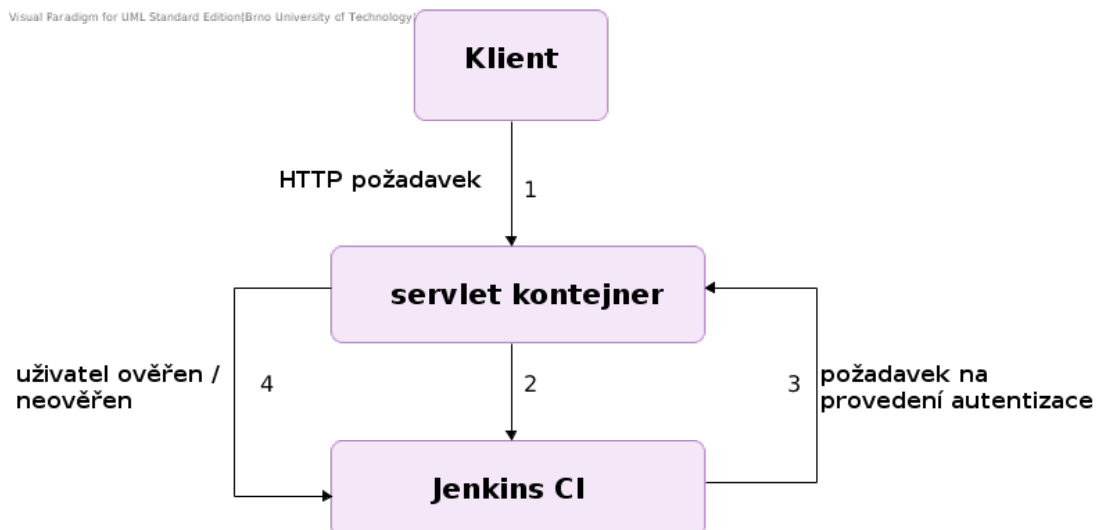 Visual Paradigm for UML Standard Edition(Brno University of Technology)
Klient
HTTP požadavek
1
servlet kontejner
uživatel ověřen /
neověřen
4
2
3
požadavek na
provedení autentizace
Jenkins CI